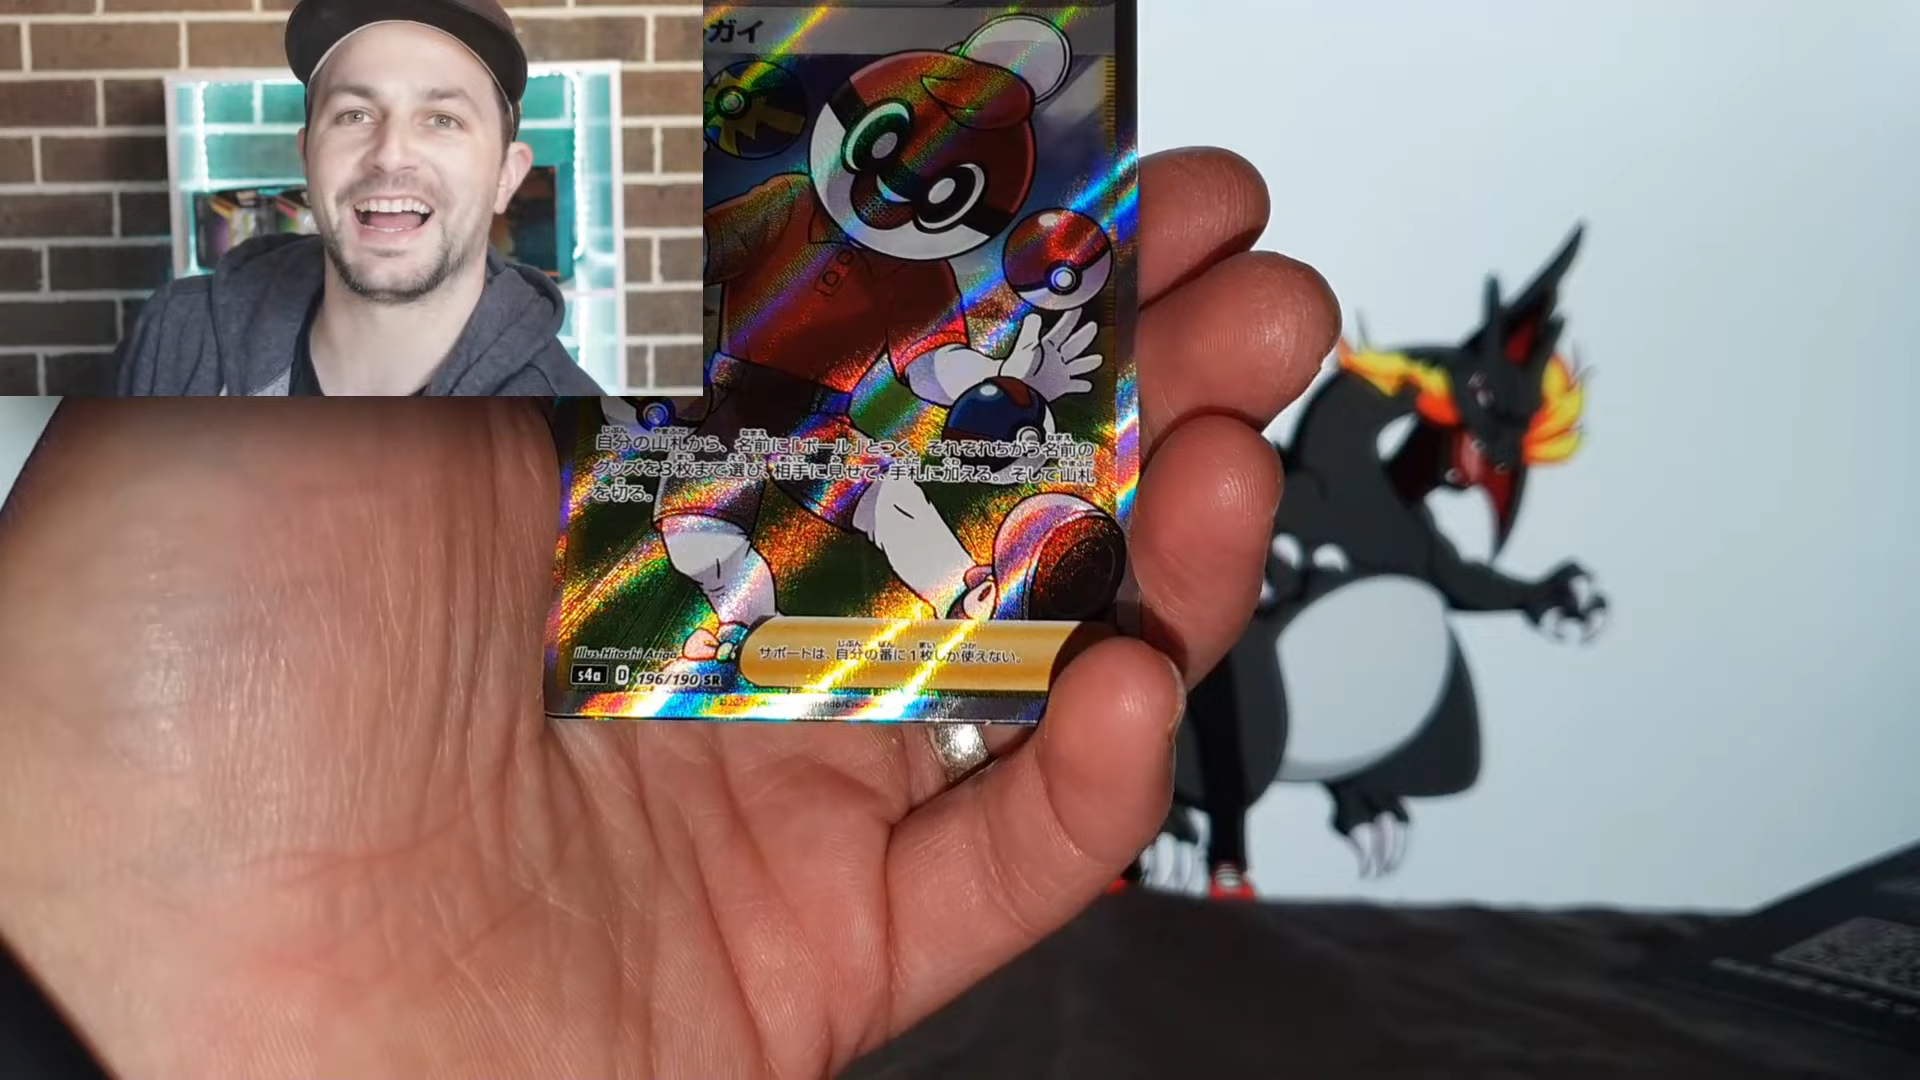 ガイ
自分の山札から、名前に「ボール」とつく、それぞれちがう名前の
グッズを3枚まで選び、相手に見せて、手札に加える。そして山札
を切る。
サポートは、自分の番に1枚しか使えない。
Illus. Hitoshi Ariga
s4a D 196/190 SR